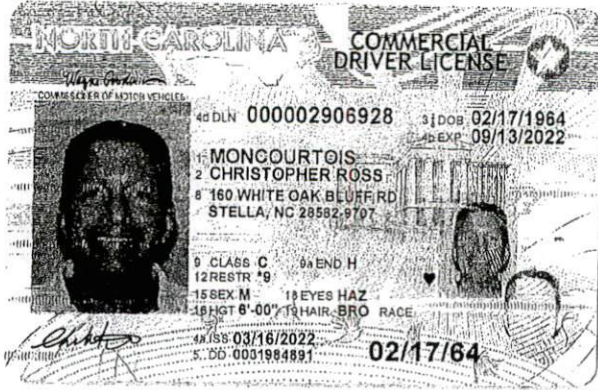 NORTH CAROLINA
COMMERCIAL
DRIVER LICENSE
COMMISSIONER OF MOTOR VEHICLES
4d DLN 000002906928
3 DOB 02/17/1964
4b EXP 09/13/2022
1 MONCOURTOIS
2 CHRISTOPHER ROSS
8 160 WHITE OAK BLUFF RD
STELLA, NC 28582-9707
9 CLASS C 9a END H
12 RESTR *9
15 SEX M 18 EYES HAZ
16 HGT 6'-00" 19 HAIR BRO RACE
4a ISS 03/16/2022
5 DD 0031984891
02/17/64